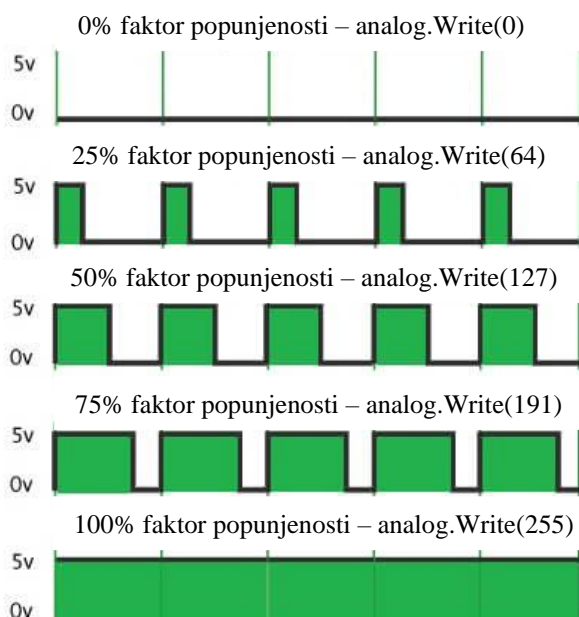 0% faktor popunjenosti – analog.Write(0)
5v
0v
25% faktor popunjenosti – analog.Write(64)
5v
0v
50% faktor popunjenosti – analog.Write(127)
5v
0v
75% faktor popunjenosti – analog.Write(191)
5v
0v
100% faktor popunjenosti – analog.Write(255)
5v
0v